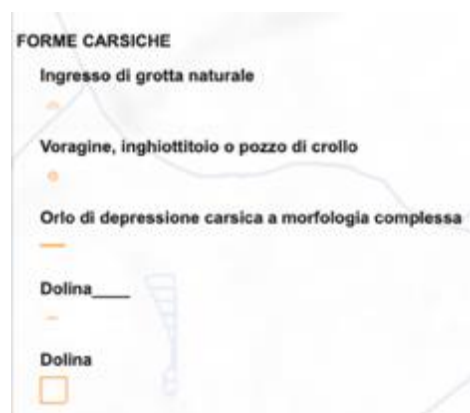 FORME CARSICHE
Ingresso di grotta naturale
Voragine, inghiottitoio o pozzo di crollo
Orlo di depressione carsica a morfologia complessa
Dolina____
Dolina